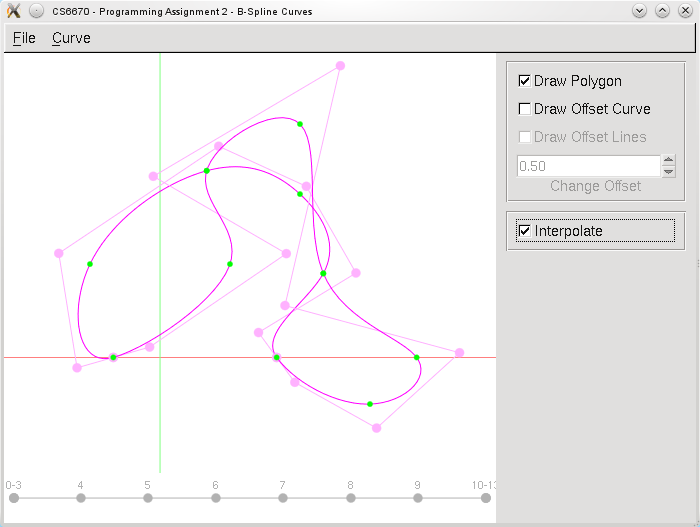 CS6670 - Programming Assignment 2 - B-Spline Curves
File Curve
Draw Polygon
Draw Offset Curve
Draw Offset Lines
0.50
Change Offset
Interpolate
0-3 4 5 6 7 8 9 10-13